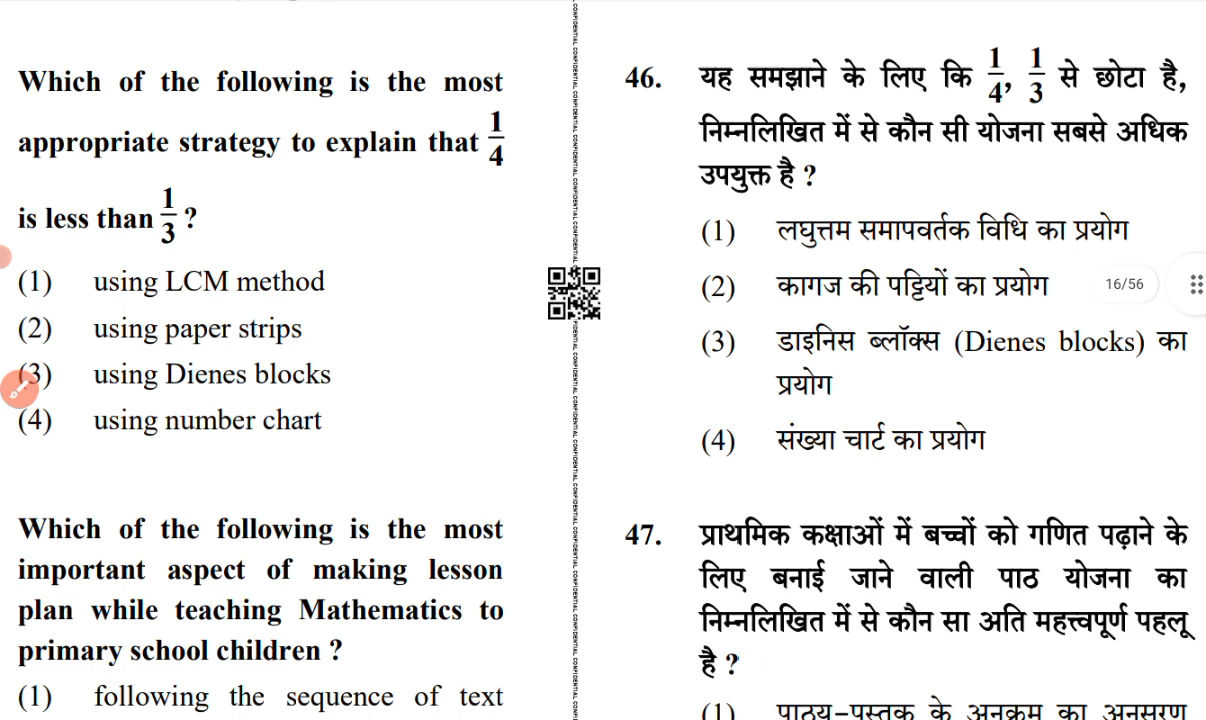 Which of the following is the most
appropriate strategy to explain that 1/4
is less than 1/3 ?
(1) using LCM method
(2) using paper strips
(3) using Dienes blocks
(4) using number chart
Which of the following is the most
important aspect of making lesson
plan while teaching Mathematics to
primary school children ?
(1) following the sequence of text
46. यह समझाने के लिए कि 1/4, 1/3 से छोटा है,
निम्नलिखित में से कौन सी योजना सबसे अधिक
उपयुक्त है ?
(1) लघुत्तम समापवर्तक विधि का प्रयोग
(2) कागज की पट्टियों का प्रयोग
16/56
(3) डाइनिस ब्लॉक्स (Dienes blocks) का
प्रयोग
(4) संख्या चार्ट का प्रयोग
47. प्राथमिक कक्षाओं में बच्चों को गणित पढ़ाने के
लिए बनाई जाने वाली पाठ योजना का
निम्नलिखित में से कौन सा अति महत्त्वपूर्ण पहलू
है ?
(1) पाठ्य-पुस्तक के अनुक्रम का अनुसरण